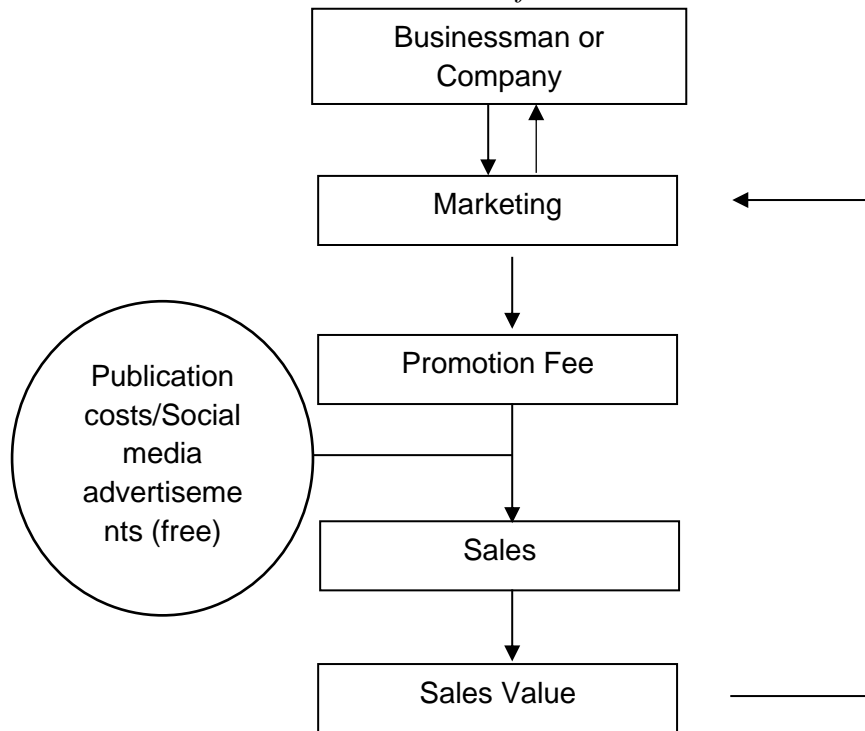 Businessman or
Company
Marketing
Promotion Fee
Publication
costs/Social
media
advertiseme
nts (free)
Sales
Sales Value